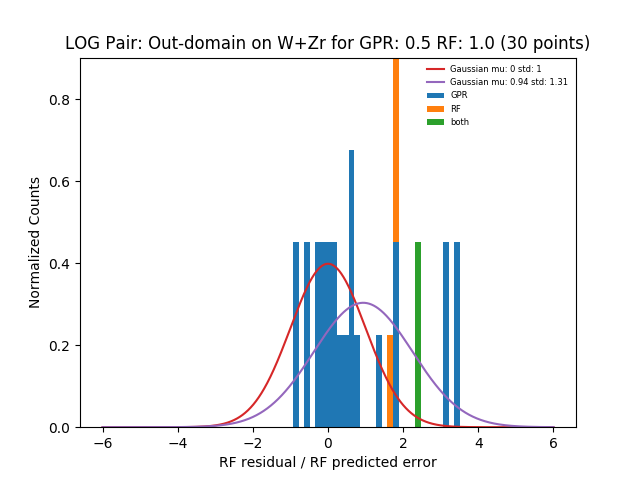 LOG Pair: Out-domain on W+Zr for GPR: 0.5 RF: 1.0 (30 points)
Gaussian mu: 0 std: 1
Gaussian mu: 0.94 std: 1.31
GPR
RF
both
Normalized Counts
0.8
0.6
0.4
0.2
0.0
−6 −4 −2 0 2 4 6
RF residual / RF predicted error